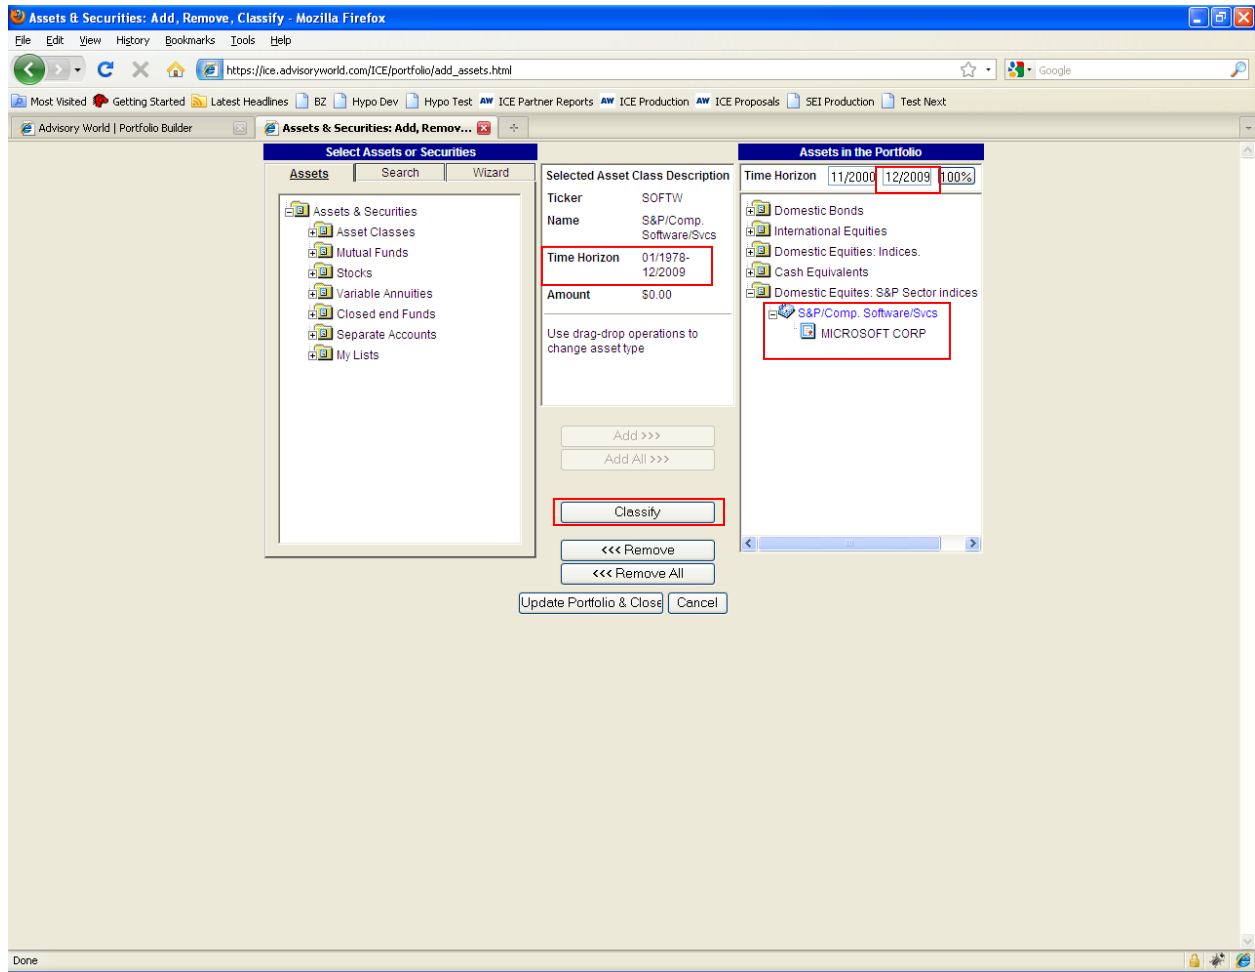 Assets & Securities: Add, Remove, Classify - Mozilla Firefox
File Edit View History Bookmarks Tools Help
https://ice.advisoryworld.com/ICE/portfolio/add_assets.html
Google
Most Visited Getting Started Latest Headlines BZ Hypo Dev Hypo Test AW ICE Partner Reports AW ICE Production AW ICE Proposals SEI Production Test Next
Advisory World | Portfolio Builder
Assets & Securities: Add, Remov...
Select Assets or Securities
Assets Search Wizard
Assets & Securities
Asset Classes
Mutual Funds
Stocks
Variable Annuities
Closed end Funds
Separate Accounts
My Lists
Selected Asset Class Description
Ticker SOFTW
Name S&P/Comp.
Software/Svcs
Time Horizon 01/1978-
12/2009
Amount $0.00
Use drag-drop operations to
change asset type
Add >>>
Add All >>>
Classify
<<< Remove
<<< Remove All
Update Portfolio & Close Cancel
Assets in the Portfolio
Time Horizon 11/2000 12/2009 100%
Domestic Bonds
International Equities
Domestic Equities: Indices.
Cash Equivalents
Domestic Equites: S&P Sector indices
S&P/Comp. Software/Svcs
MICROSOFT CORP
Done